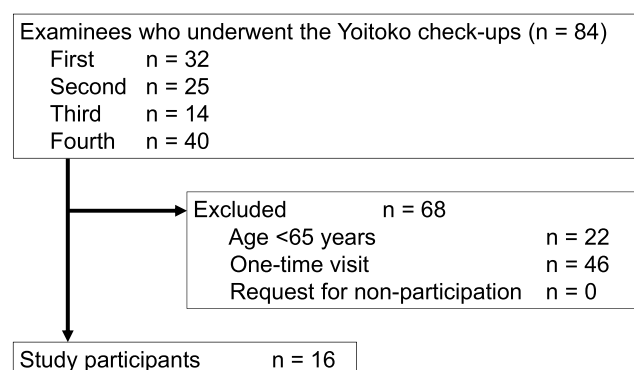 Examinees who underwent the Yoitoko check-ups (n = 84)
First n = 32
Second n = 25
Third n = 14
Fourth n = 40
Excluded n = 68
Age <65 years n = 22
One-time visit n = 46
Request for non-participation n = 0
Study participants n = 16